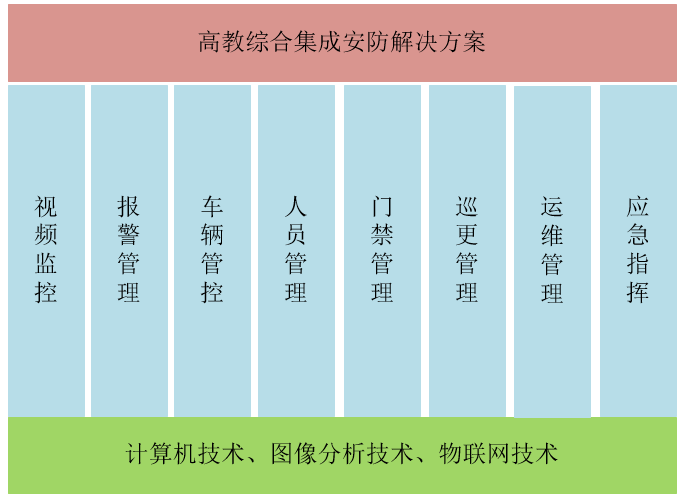 高教综合集成安防解决方案
视频监控
报警管理
车辆管控
人员管理
门禁管理
巡更管理
运维管理
应急指挥
计算机技术、图像分析技术、物联网技术